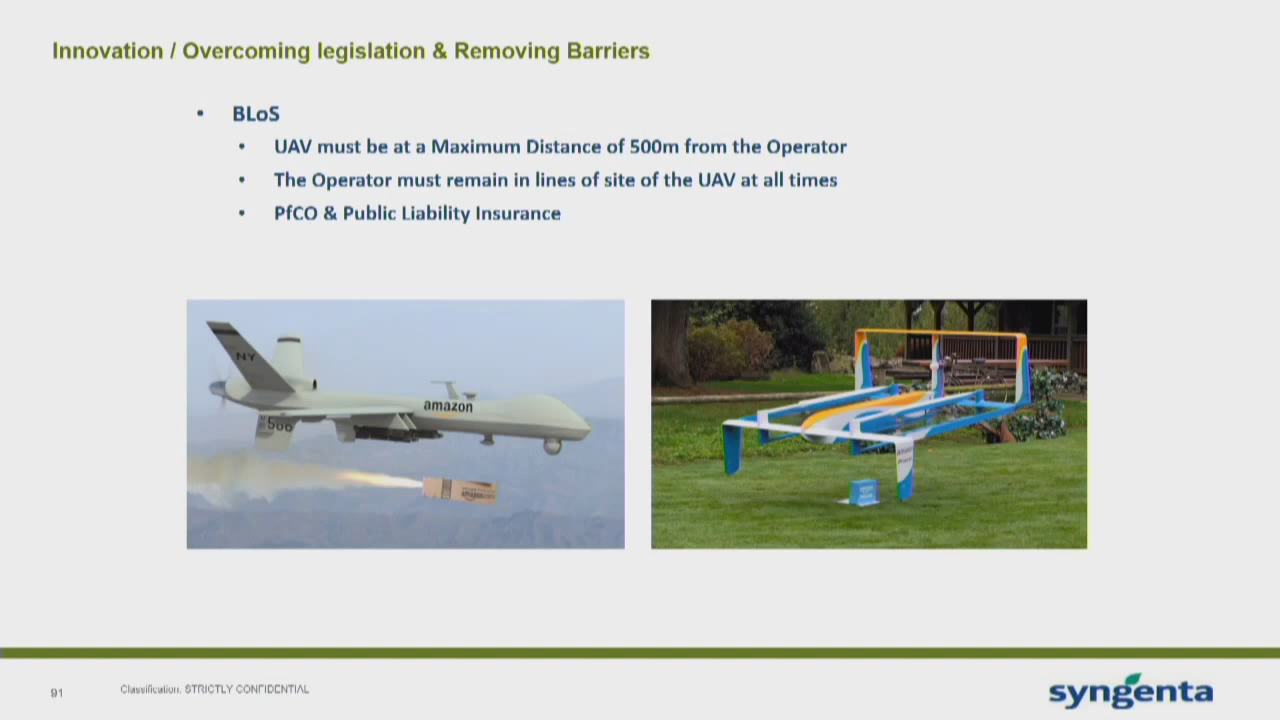 Innovation / Overcoming legislation & Removing Barriers
• BLoS
• UAV must be at a Maximum Distance of 500m from the Operator
• The Operator must remain in lines of site of the UAV at all times
• PfCO & Public Liability Insurance
NY
amazon
500
amazon.com
91
Classification: STRICTLY CONFIDENTIAL
syngenta